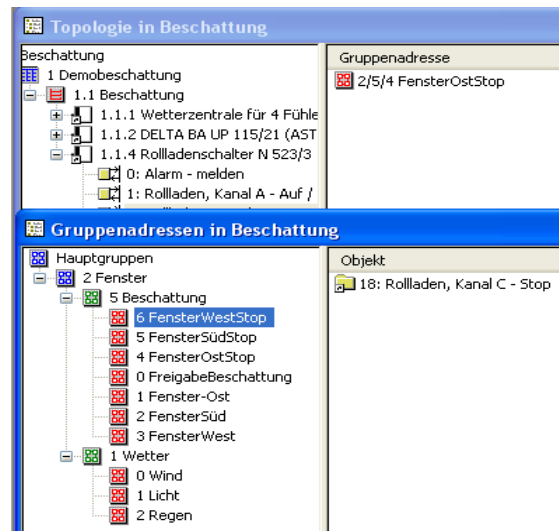 Topologie in Beschattung
Beschattung
1 Demobeschattung
1.1 Beschattung
1.1.1 Wetterzentrale für 4 Fühle
1.1.2 DELTA BA UP 115/21 (AST
1.1.4 Rollladenschalter N 523/3
0: Alarm - melden
1: Rollladen, Kanal A - Auf /
Gruppenadresse
2/5/4 FensterOstStop
Gruppenadressen in Beschattung
Hauptgruppen
2 Fenster
5 Beschattung
6 FensterWestStop
5 FensterSüdStop
4 FensterOstStop
0 FreigabeBeschattung
1 Fenster-Ost
2 FensterSüd
3 FensterWest
1 Wetter
0 Wind
1 Licht
2 Regen
Objekt
18: Rollladen, Kanal C - Stop